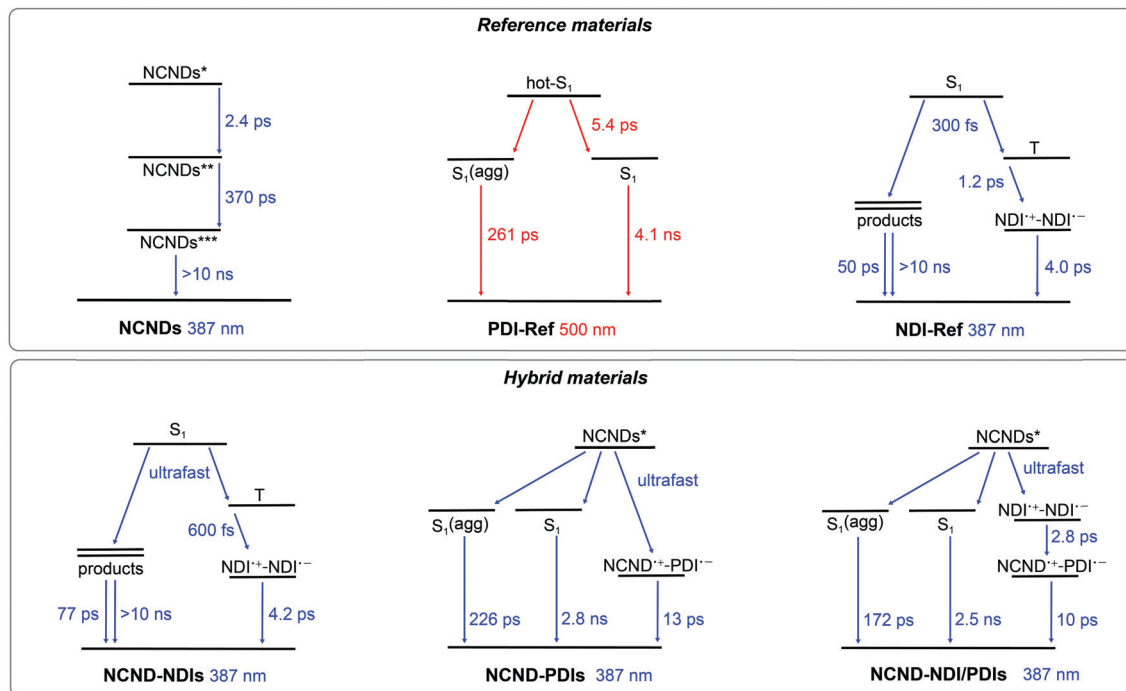 Reference materials
NCNDs*
2.4 ps
NCNDs**
370 ps
NCNDs***
>10 ns
NCNDs 387 nm
hot-S₁
5.4 ps
S₁(agg)
S₁
261 ps
4.1 ns
PDI-Ref 500 nm
S₁
300 fs
T
1.2 ps
products
NDI·⁺-NDI·⁻
50 ps
>10 ns
4.0 ps
NDI-Ref 387 nm
Hybrid materials
S₁
ultrafast
T
600 fs
products
NDI·⁺-NDI·⁻
77 ps
>10 ns
4.2 ps
NCND-NDIs 387 nm
NCNDs*
ultrafast
S₁(agg)
S₁
NCND·⁺-PDI·⁻
226 ps
2.8 ns
13 ps
NCND-PDIs 387 nm
NCNDs*
ultrafast
S₁(agg)
S₁
NDI·⁺-NDI·⁻
2.8 ps
NCND·⁺-PDI·⁻
172 ps
2.5 ns
10 ps
NCND-NDI/PDIs 387 nm